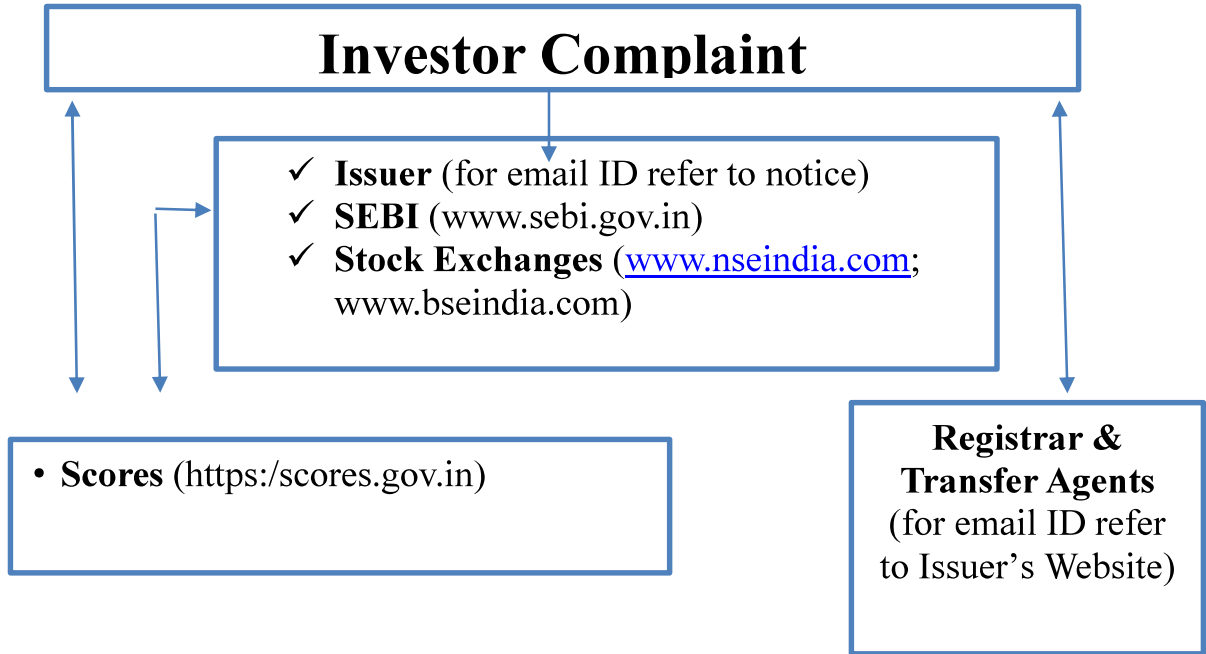 Investor Complaint
✓ Issuer (for email ID refer to notice)
✓ SEBI (www.sebi.gov.in)
✓ Stock Exchanges (www.nseindia.com;
www.bseindia.com)
• Scores (https:/scores.gov.in)
Registrar &
Transfer Agents
(for email ID refer
to Issuer’s Website)